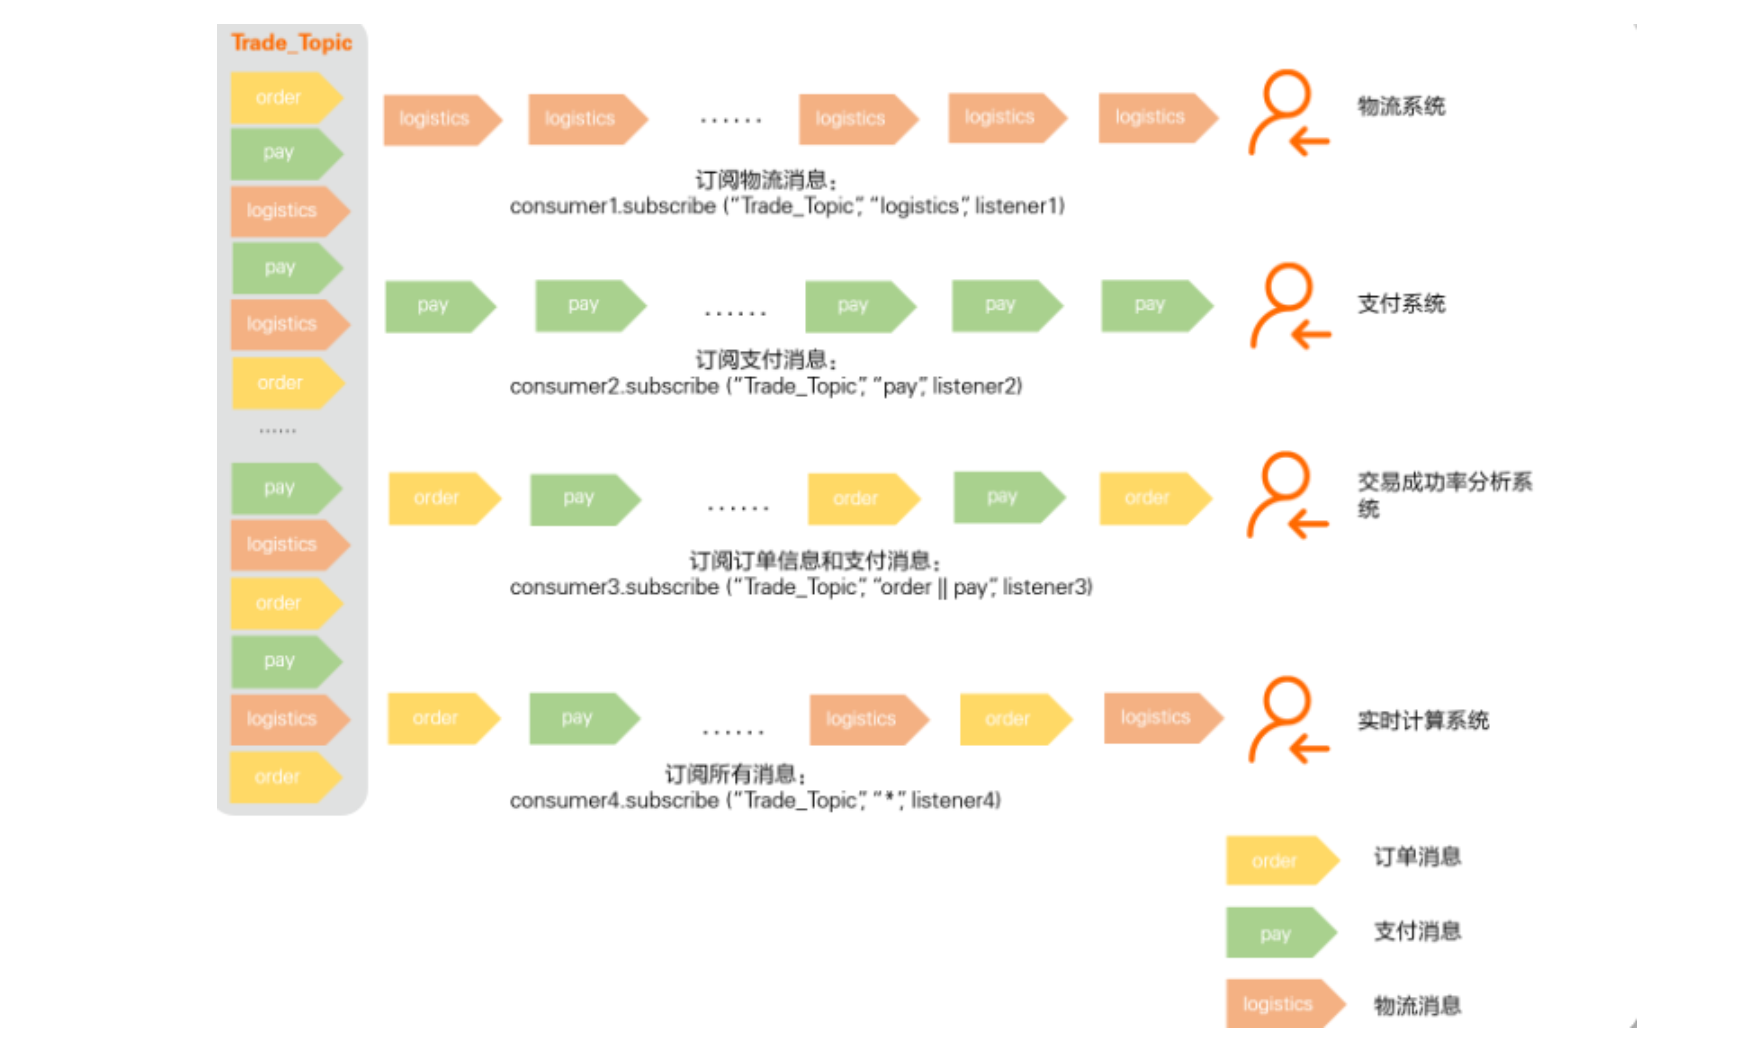 Trade_Topic
order
pay
logistics
pay
logistics
order
......
pay
logistics
order
pay
logistics
order
logistics
logistics
......
logistics
logistics
logistics
物流系统
订阅物流消息：
consumer1.subscribe (“Trade_Topic”, “logistics”, listener1)
pay
pay
......
pay
pay
pay
支付系统
订阅支付消息：
consumer2.subscribe (“Trade_Topic”, “pay”, listener2)
order
pay
......
order
pay
order
交易成功率分析系
统
订阅订单信息和支付消息：
consumer3.subscribe (“Trade_Topic”, “order || pay”, listener3)
order
pay
......
logistics
order
logistics
实时计算系统
订阅所有消息：
consumer4.subscribe (“Trade_Topic”, “*”, listener4)
order
订单消息
pay
支付消息
logistics
物流消息